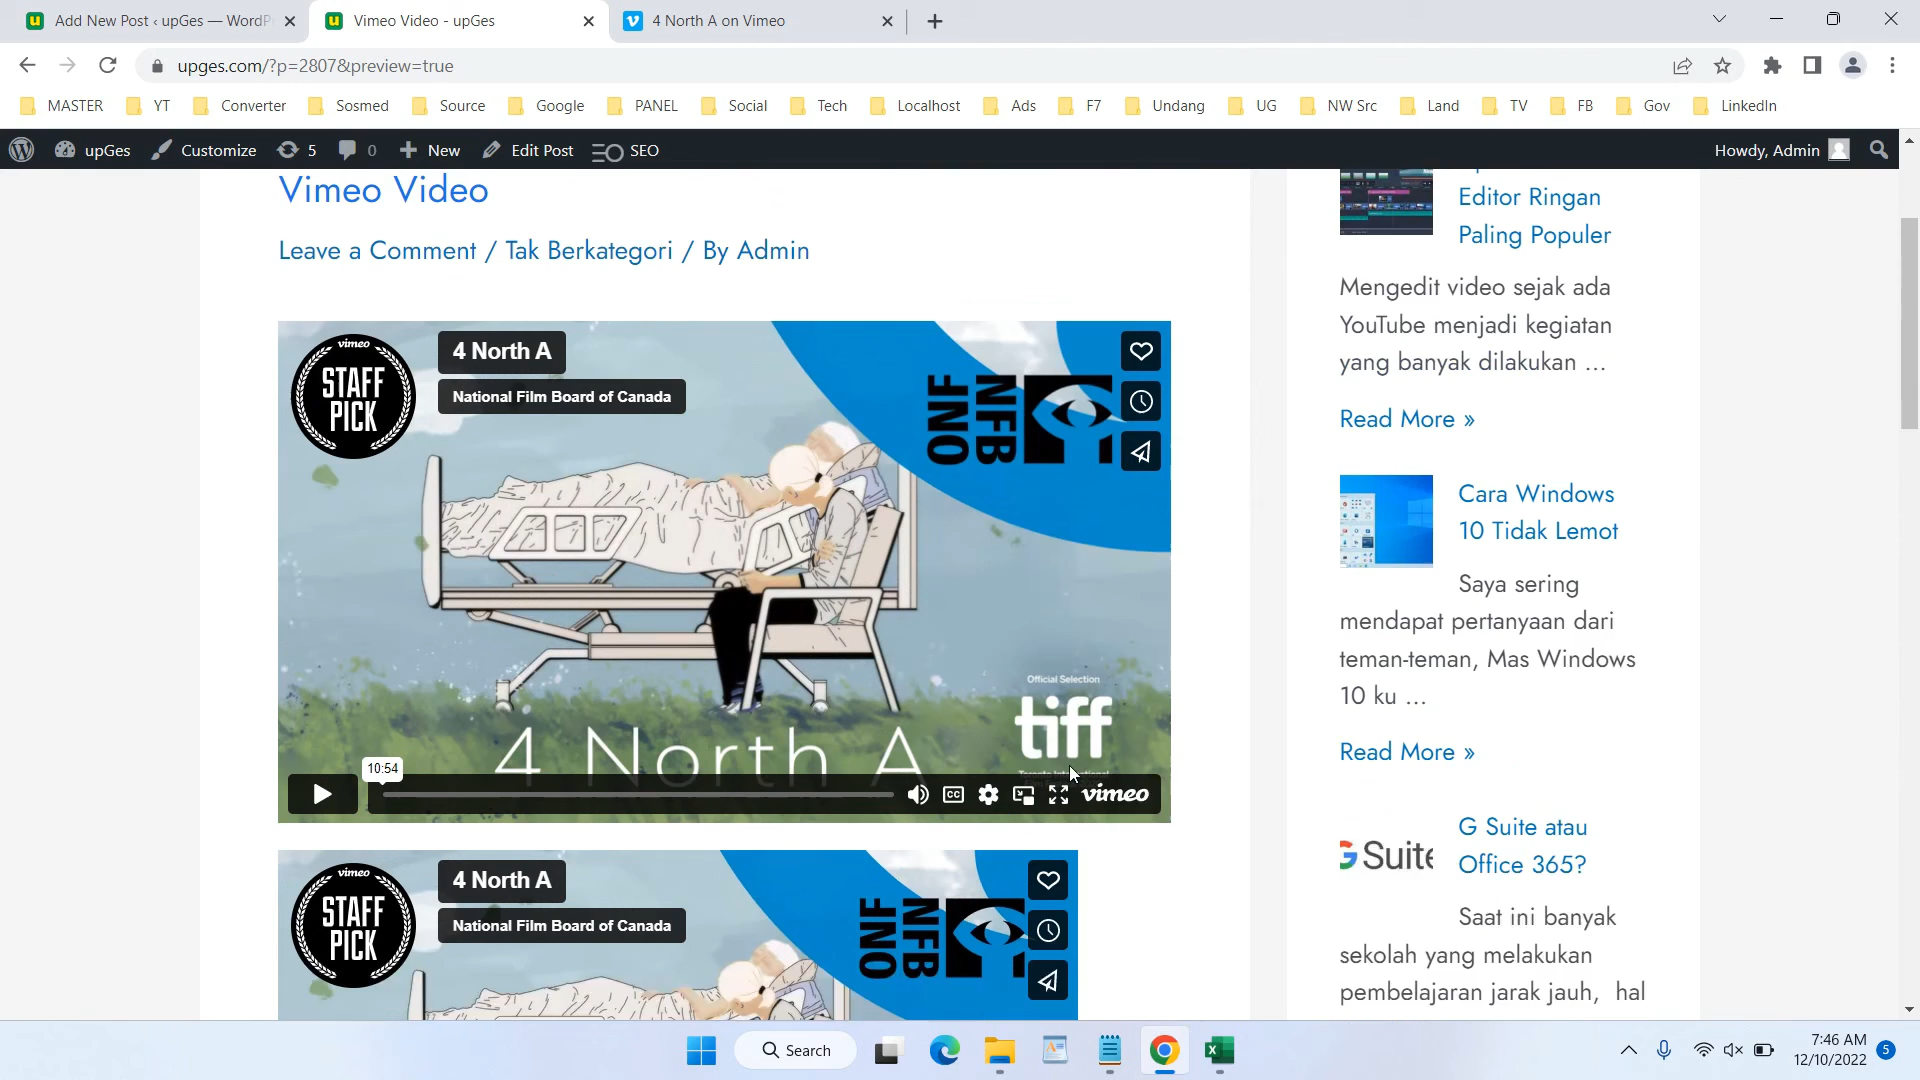 Add New Post ‹ upGes — WordP
Vimeo Video - upGes
4 North A on Vimeo
upges.com/?p=2807&preview=true
MASTER
YT
Converter
Sosmed
Source
Google
PANEL
Social
Tech
Localhost
Ads
F7
Undang
UG
NW Src
Land
TV
FB
Gov
LinkedIn
upGes
Customize
5
0
New
Edit Post
SEO
Howdy, Admin
Vimeo Video
Leave a Comment / Tak Berkategori / By Admin
vimeo
STAFF
PICK
4 North A
National Film Board of Canada
ONF
NFB
Official Selection
tiff
4 North A
10:54
CC
vimeo
vimeo
STAFF
PICK
4 North A
National Film Board of Canada
ONF
NFB
Editor Ringan
Paling Populer
Mengedit video sejak ada
YouTube menjadi kegiatan
yang banyak dilakukan …
Read More »
Cara Windows
10 Tidak Lemot
Saya sering
mendapat pertanyaan dari
teman-teman, Mas Windows
10 ku …
Read More »
G Suite
G Suite atau
Office 365?
Saat ini banyak
sekolah yang melakukan
pembelajaran jarak jauh, hal
Search
7:46 AM
12/10/2022
5